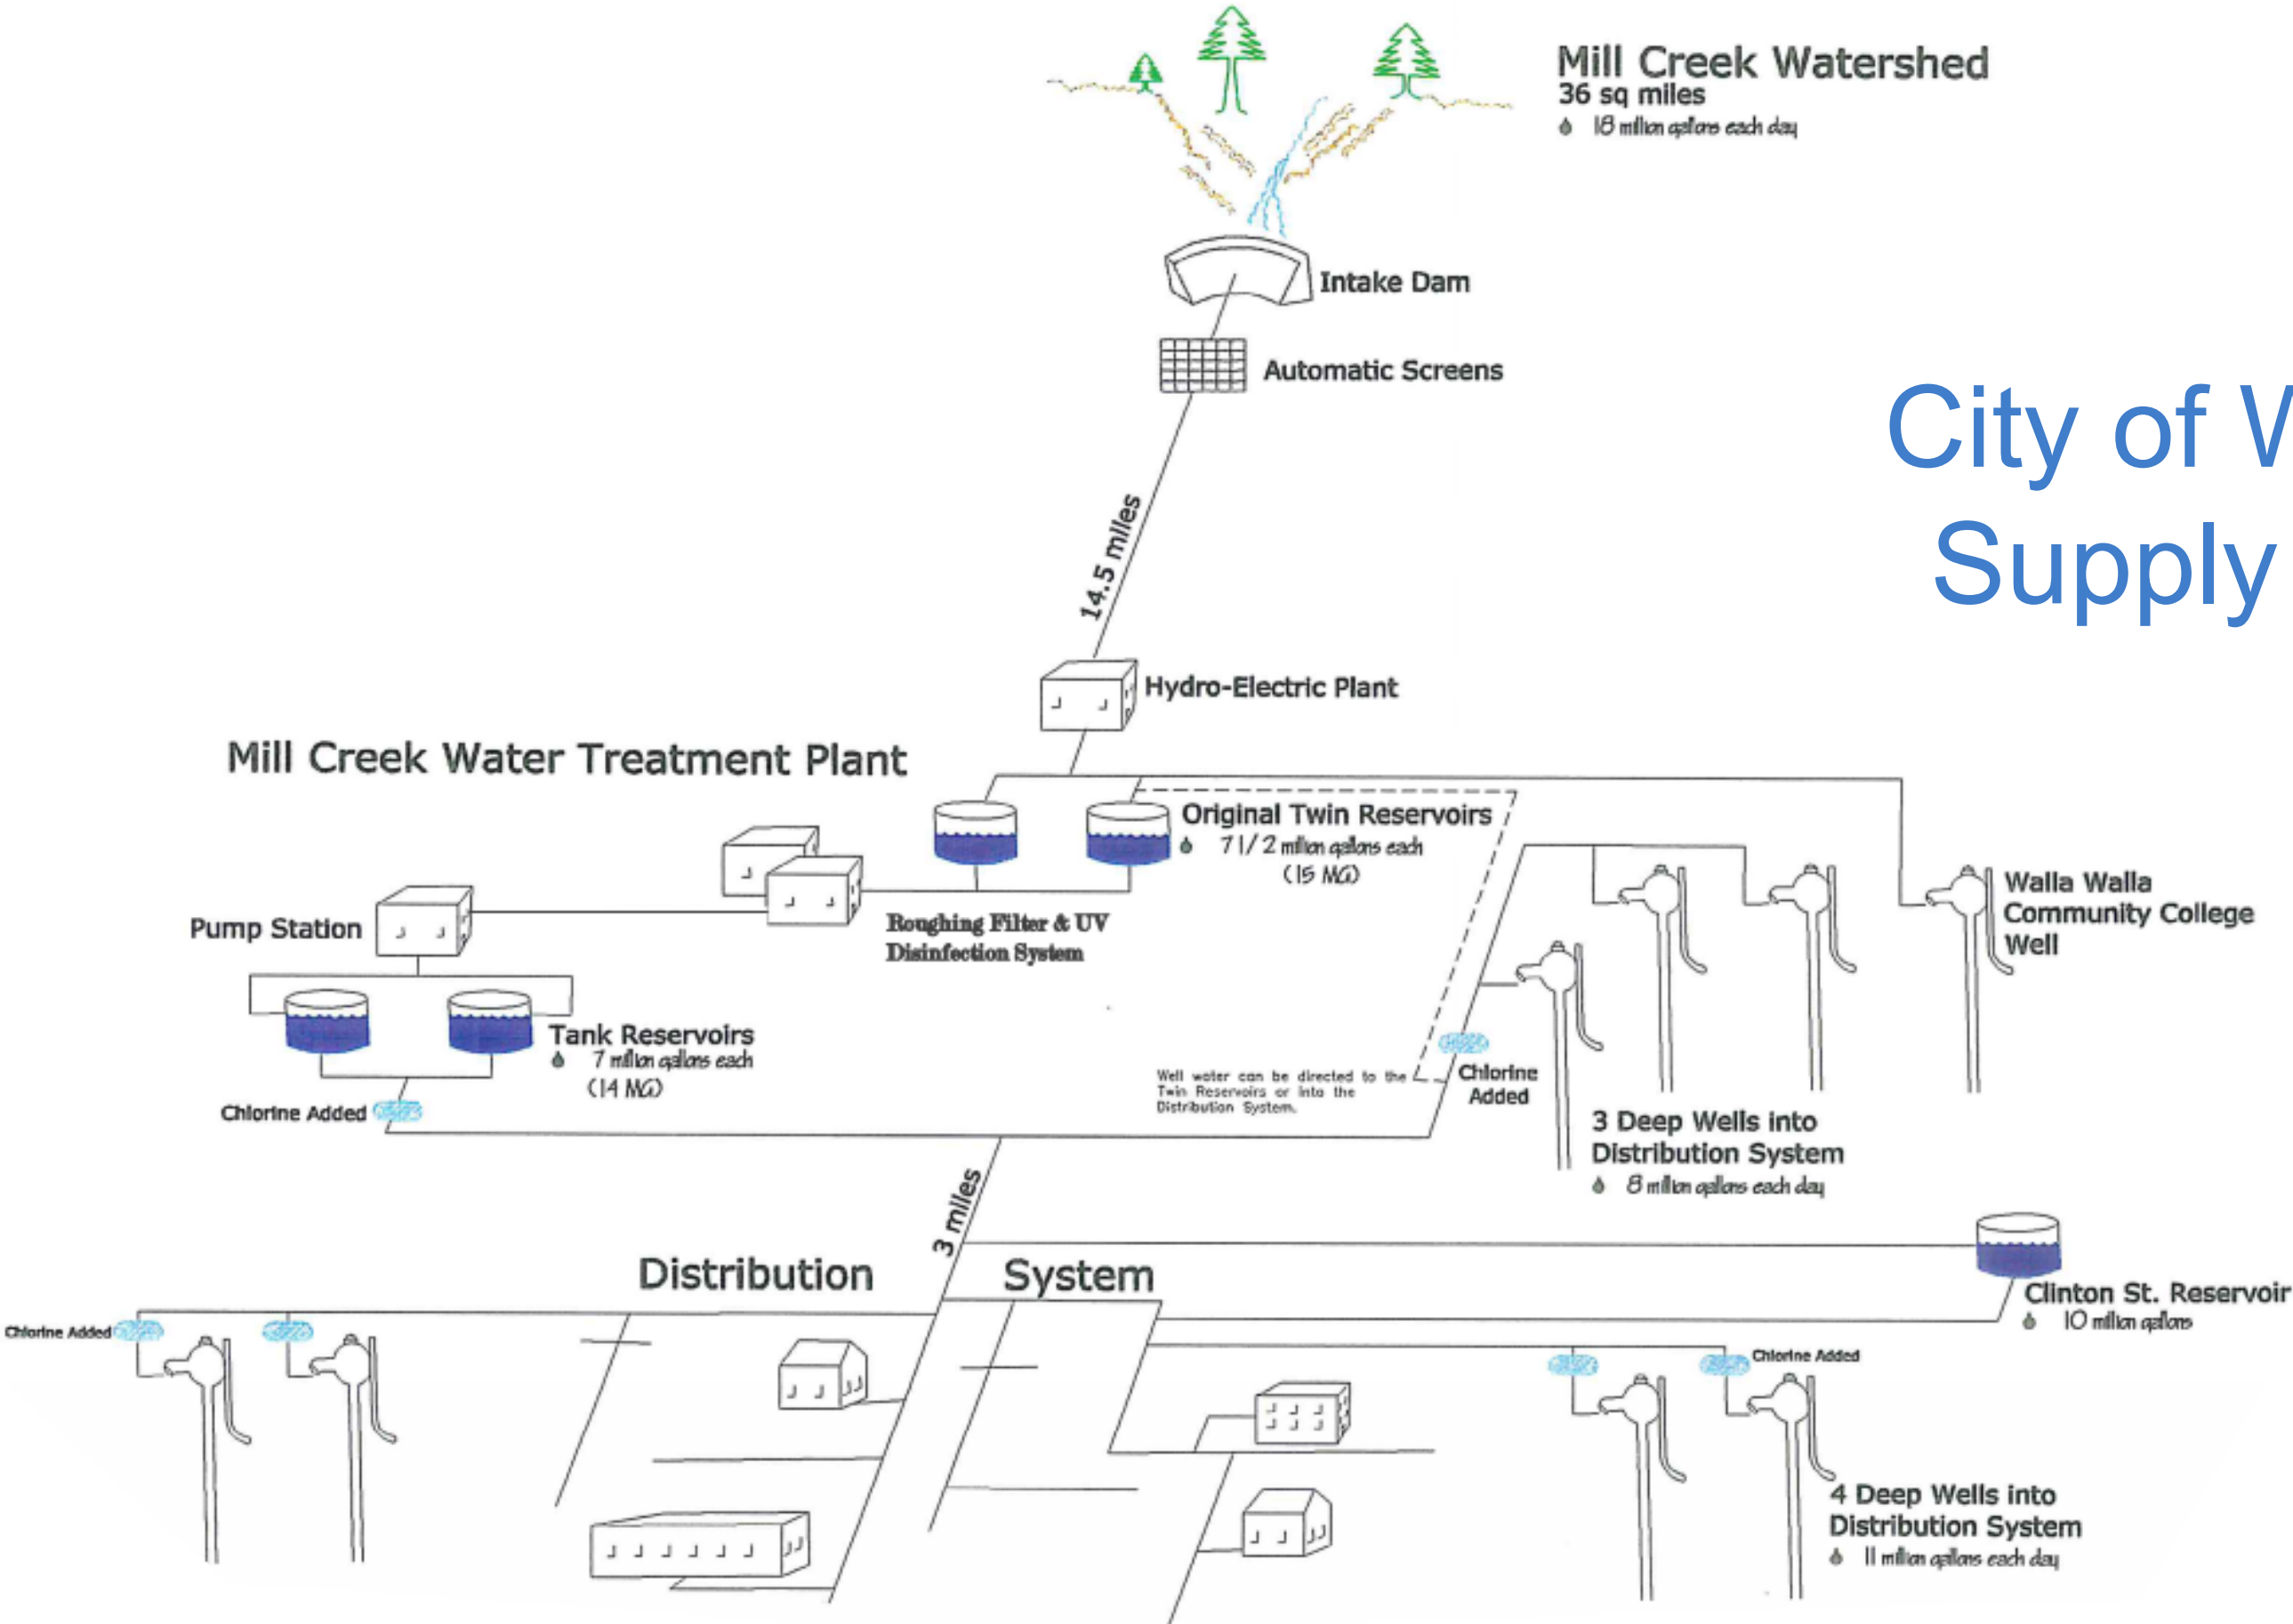 Mill Creek Watershed
36 sq miles
18 million gallons each day
Intake Dam
Automatic Screens
City of W
Supply
14.5 miles
Hydro-Electric Plant
Mill Creek Water Treatment Plant
Original Twin Reservoirs
7 1/2 million gallons each
(15 MG)
Walla Walla
Community College
Well
Pump Station
Roughing Filter & UV
Disinfection System
Tank Reservoirs
7 million gallons each
(14 MG)
Chlorine Added
Well water can be directed to the
Twin Reservoirs or into the
Distribution System.
Chlorine
Added
3 Deep Wells into
Distribution System
8 million gallons each day
3 miles
Distribution System
Clinton St. Reservoir
10 million gallons
Chlorine Added
Chlorine Added
4 Deep Wells into
Distribution System
11 million gallons each day